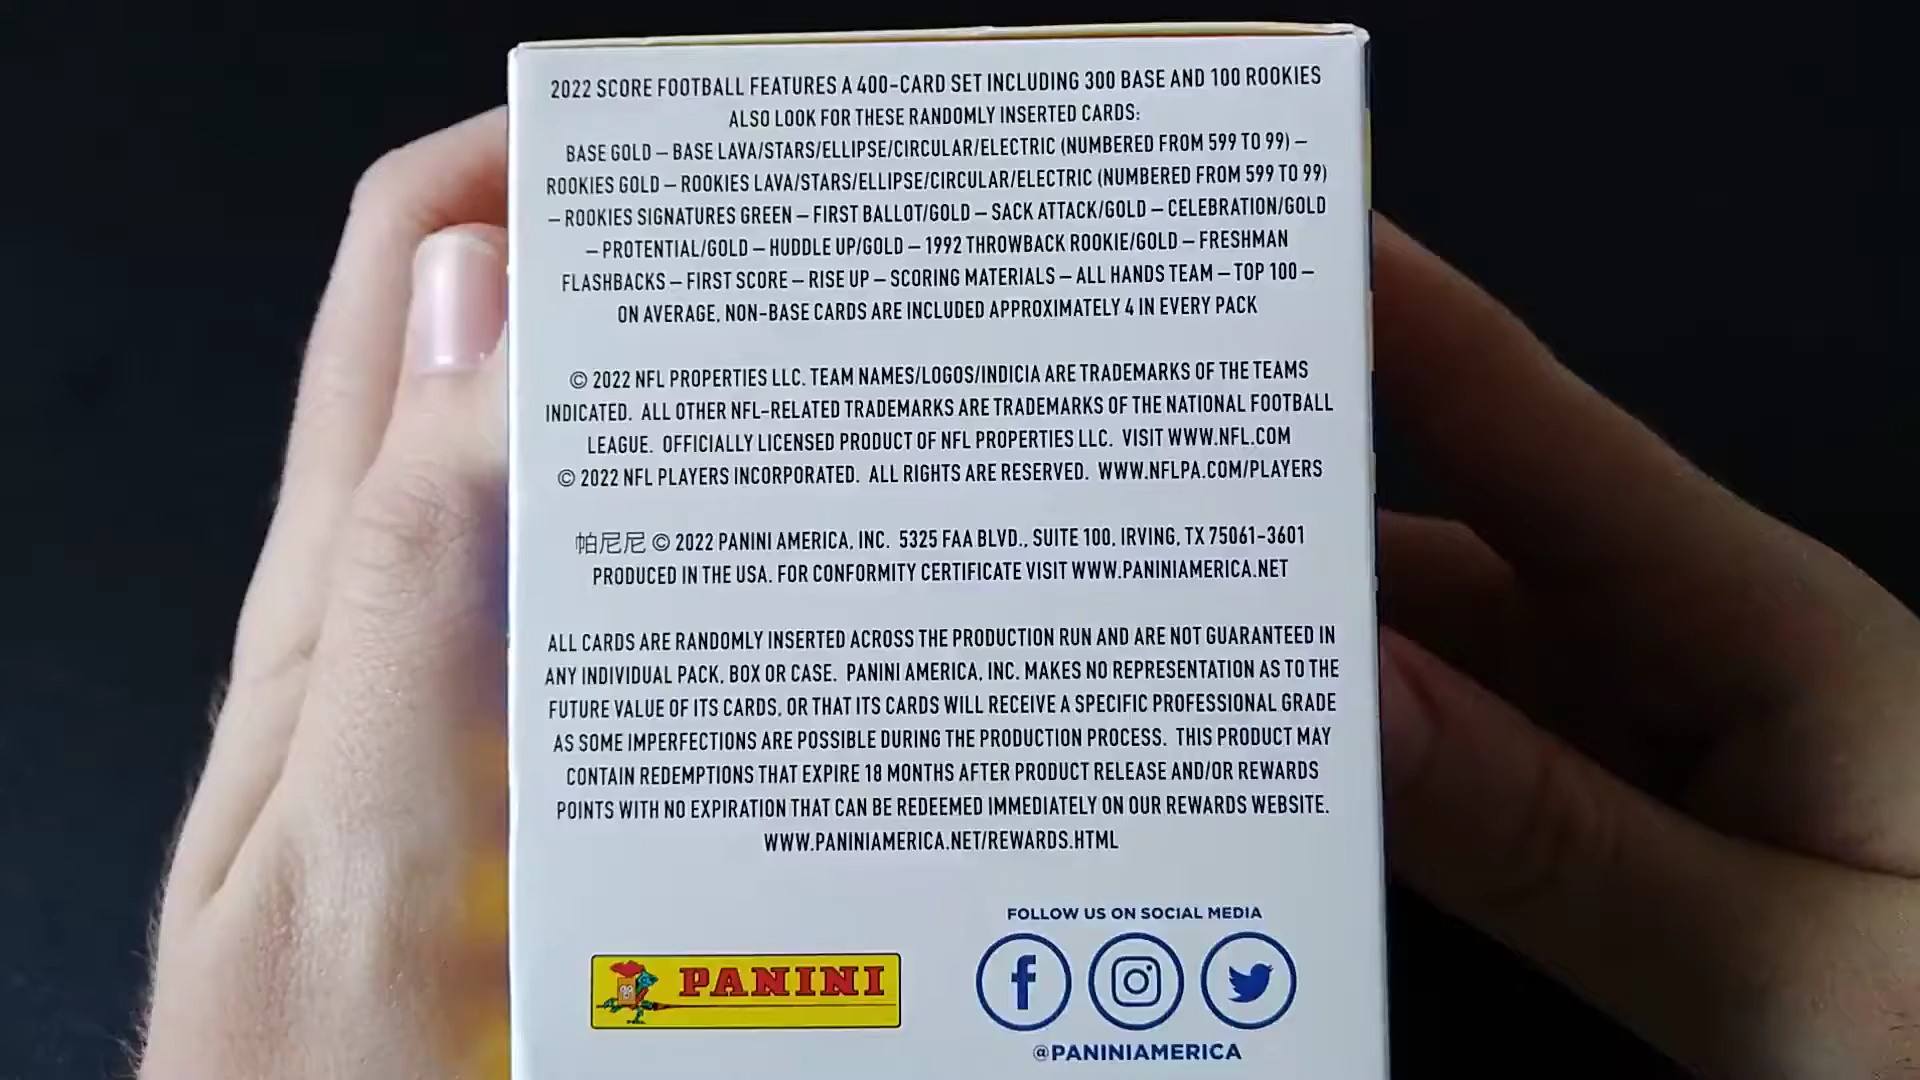 2022 SCORE FOOTBALL FEATURES A 400-CARD SET INCLUDING 300 BASE AND 100 ROOKIES
ALSO LOOK FOR THESE RANDOMLY INSERTED CARDS:
BASE GOLD – BASE LAVA/STARS/ELLIPSE/CIRCULAR/ELECTRIC (NUMBERED FROM 599 TO 99) –
ROOKIES GOLD – ROOKIES LAVA/STARS/ELLIPSE/CIRCULAR/ELECTRIC (NUMBERED FROM 599 TO 99)
– ROOKIES SIGNATURES GREEN – FIRST BALLOT/GOLD – SACK ATTACK/GOLD – CELEBRATION/GOLD
– PROTENTIAL/GOLD – HUDDLE UP/GOLD – 1992 THROWBACK ROOKIE/GOLD – FRESHMAN
FLASHBACKS – FIRST SCORE – RISE UP – SCORING MATERIALS – ALL HANDS TEAM – TOP 100 –
ON AVERAGE, NON-BASE CARDS ARE INCLUDED APPROXIMATELY 4 IN EVERY PACK
© 2022 NFL PROPERTIES LLC. TEAM NAMES/LOGOS/INDICIA ARE TRADEMARKS OF THE TEAMS
INDICATED. ALL OTHER NFL-RELATED TRADEMARKS ARE TRADEMARKS OF THE NATIONAL FOOTBALL
LEAGUE. OFFICIALLY LICENSED PRODUCT OF NFL PROPERTIES LLC. VISIT WWW.NFL.COM
© 2022 NFL PLAYERS INCORPORATED. ALL RIGHTS ARE RESERVED. WWW.NFLPA.COM/PLAYERS
帕尼尼 © 2022 PANINI AMERICA, INC. 5325 FAA BLVD., SUITE 100, IRVING, TX 75061-3601
PRODUCED IN THE USA. FOR CONFORMITY CERTIFICATE VISIT WWW.PANINIAMERICA.NET
ALL CARDS ARE RANDOMLY INSERTED ACROSS THE PRODUCTION RUN AND ARE NOT GUARANTEED IN
ANY INDIVIDUAL PACK, BOX OR CASE. PANINI AMERICA, INC. MAKES NO REPRESENTATION AS TO THE
FUTURE VALUE OF ITS CARDS, OR THAT ITS CARDS WILL RECEIVE A SPECIFIC PROFESSIONAL GRADE
AS SOME IMPERFECTIONS ARE POSSIBLE DURING THE PRODUCTION PROCESS. THIS PRODUCT MAY
CONTAIN REDEMPTIONS THAT EXPIRE 18 MONTHS AFTER PRODUCT RELEASE AND/OR REWARDS
POINTS WITH NO EXPIRATION THAT CAN BE REDEEMED IMMEDIATELY ON OUR REWARDS WEBSITE.
WWW.PANINIAMERICA.NET/REWARDS.HTML
FOLLOW US ON SOCIAL MEDIA
PANINI
@PANINIAMERICA